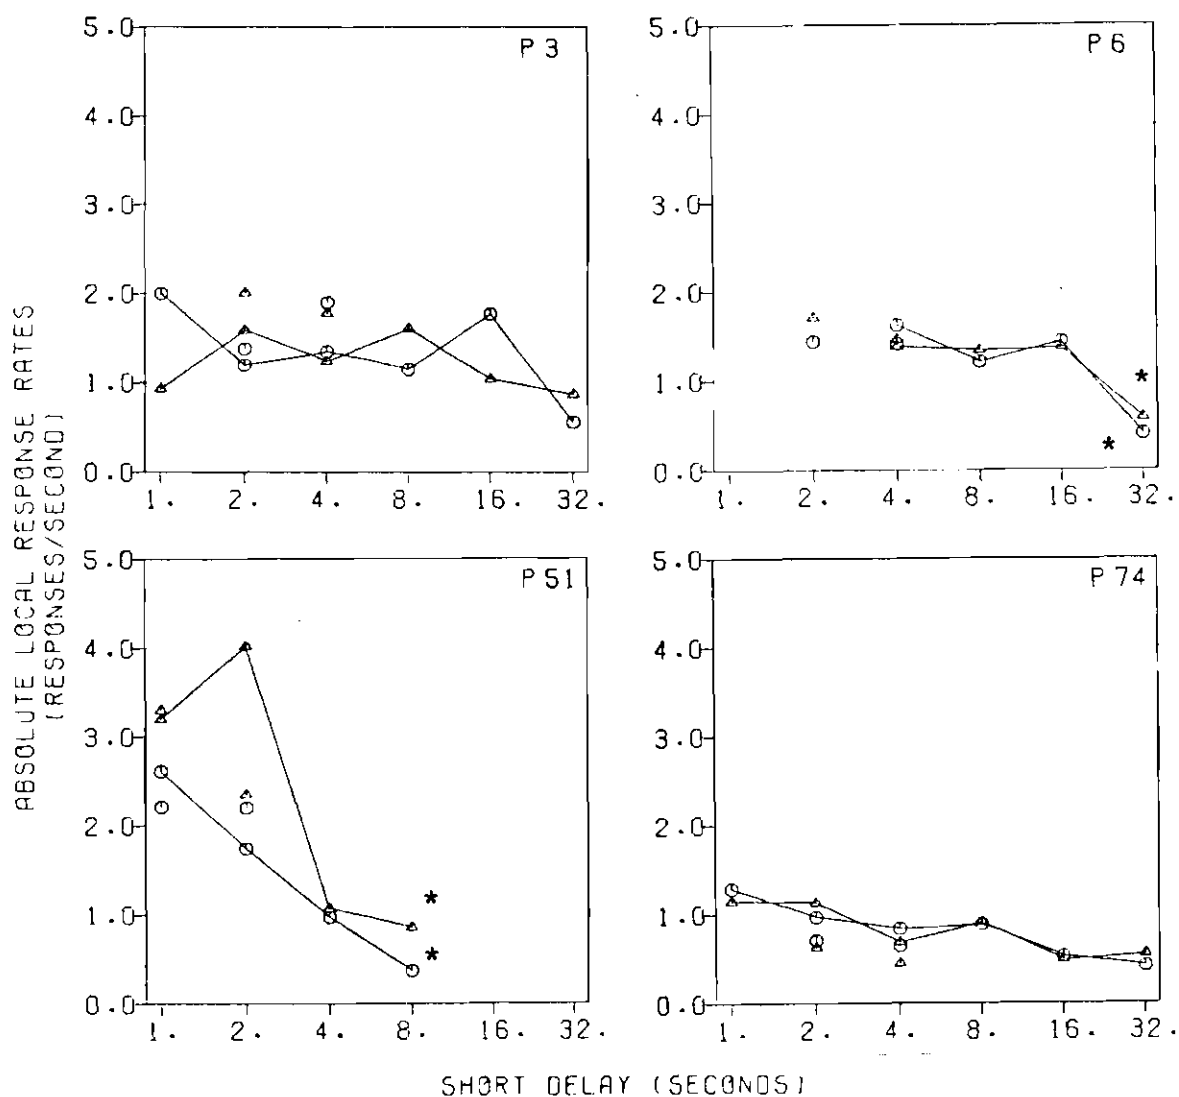 ABSOLUTE LOCAL RESPONSE RATES
(RESPONSES/SECOND)
P 3
5.0
4.0
3.0
2.0
1.0
0.0
1. 2. 4. 8. 16. 32.
P 6
5.0
4.0
3.0
2.0
1.0
0.0
* *
1. 2. 4. 8. 16. 32.
P 51
5.0
4.0
3.0
2.0
1.0
0.0
*
*
1. 2. 4. 8. 16. 32.
P 74
5.0
4.0
3.0
2.0
1.0
0.0
1. 2. 4. 8. 16. 32.
SHORT DELAY (SECONDS)